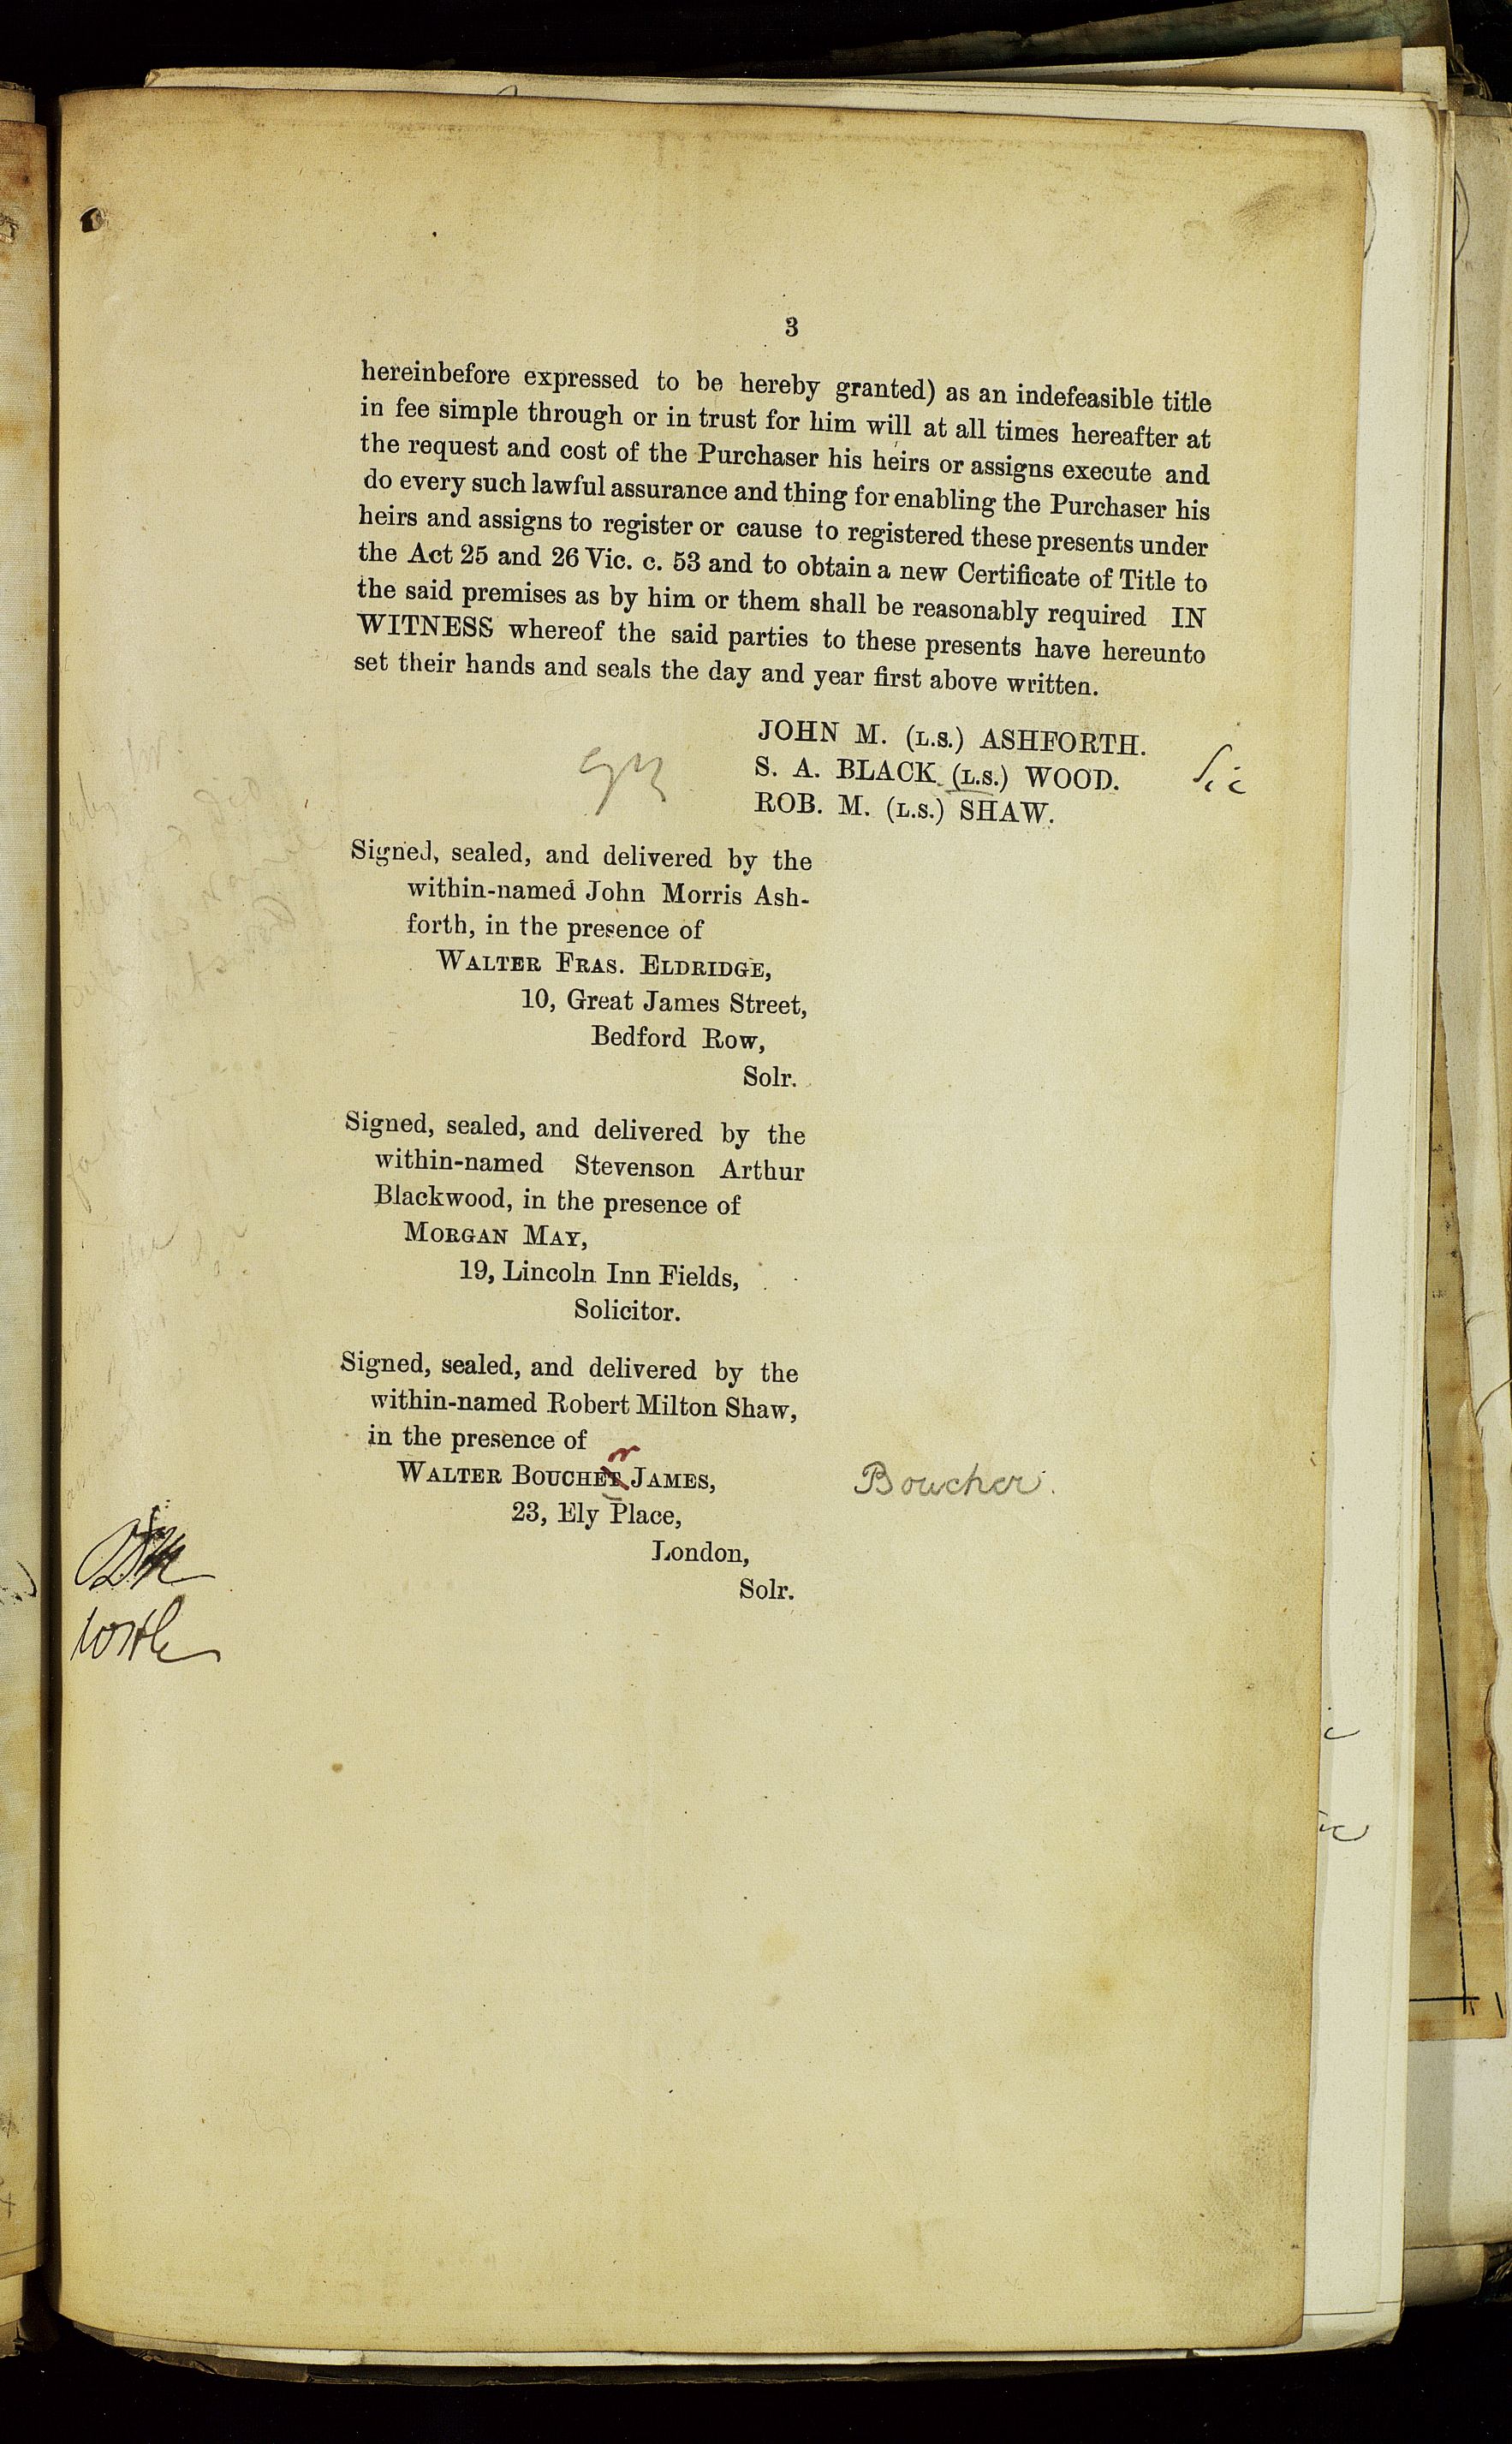 3
hereinbefore expressed to be hereby granted) as an indefeasible title
in fee simple through or in trust for him will at all times hereafter at
the request and cost of the Purchaser his heirs or assigns execute and
do every such lawful assurance and thing for enabling the Purchaser his
heirs and assigns to register or cause to registered these presents under
the Act 25 and 26 Vic. c. 53 and to obtain a new Certificate of Title to
the said premises as by him or them shall be reasonably required IN
WITNESS whereof the said parties to these presents have hereunto
set their hands and seals the day and year first above written.
JOHN M. (L.S.) ASHFORTH.
S. A. BLACK (L.S.) WOOD. Sic
ROB. M. (L.S.) SHAW.
Signed, sealed, and delivered by the
within-named John Morris Ash-
forth, in the presence of
WALTER FRAS. ELDRIDGE,
10, Great James Street,
Bedford Row,
Solr.
Signed, sealed, and delivered by the
within-named Stevenson Arthur
Blackwood, in the presence of
MORGAN MAY,
19, Lincoln Inn Fields,
Solicitor.
Signed, sealed, and delivered by the
within-named Robert Milton Shaw,
in the presence of
r
WALTER BOUCHET JAMES, Boucher.
23, Ely Place,
London,
Solr.